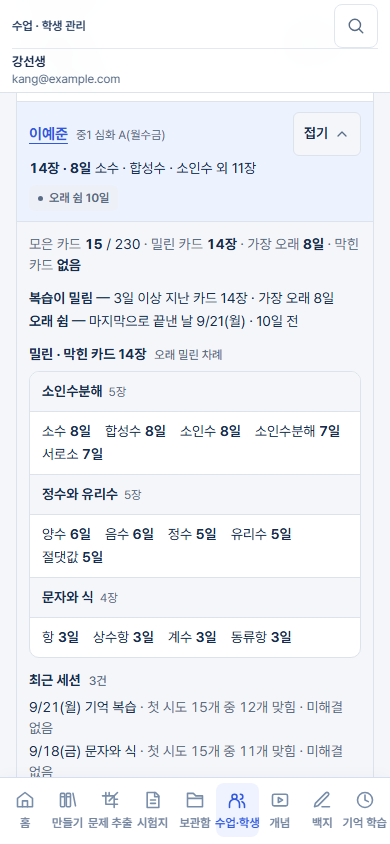 수업 · 학생 관리
강선생
kang@example.com
이예준 중1 심화 A(월수금)
접기
14장 · 8일 소수 · 합성수 · 소인수 외 11장
오래 쉼 10일
모은 카드 15 / 230 · 밀린 카드 14장 · 가장 오래 8일 · 막힌
카드 없음
복습이 밀림 — 3일 이상 지난 카드 14장 · 가장 오래 8일
오래 쉼 — 마지막으로 끝낸 날 9/21(월) · 10일 전
밀린 · 막힌 카드 14장 오래 밀린 차례
소인수분해 5장
소수 8일 합성수 8일 소인수 8일 소인수분해 7일
서로소 7일
정수와 유리수 5장
양수 6일 음수 6일 정수 5일 유리수 5일
절댓값 5일
문자와 식 4장
항 3일 상수항 3일 계수 3일 동류항 3일
최근 세션 3건
9/21(월) 기억 복습 · 첫 시도 15개 중 12개 맞힘 · 미해결
없음
9/18(금) 문자와 식 · 첫 시도 15개 중 11개 맞힘 · 미해결
없음
홈 만들기 문제 추출 시험지 보관함 수업·학생 개념 백지 기억 학습